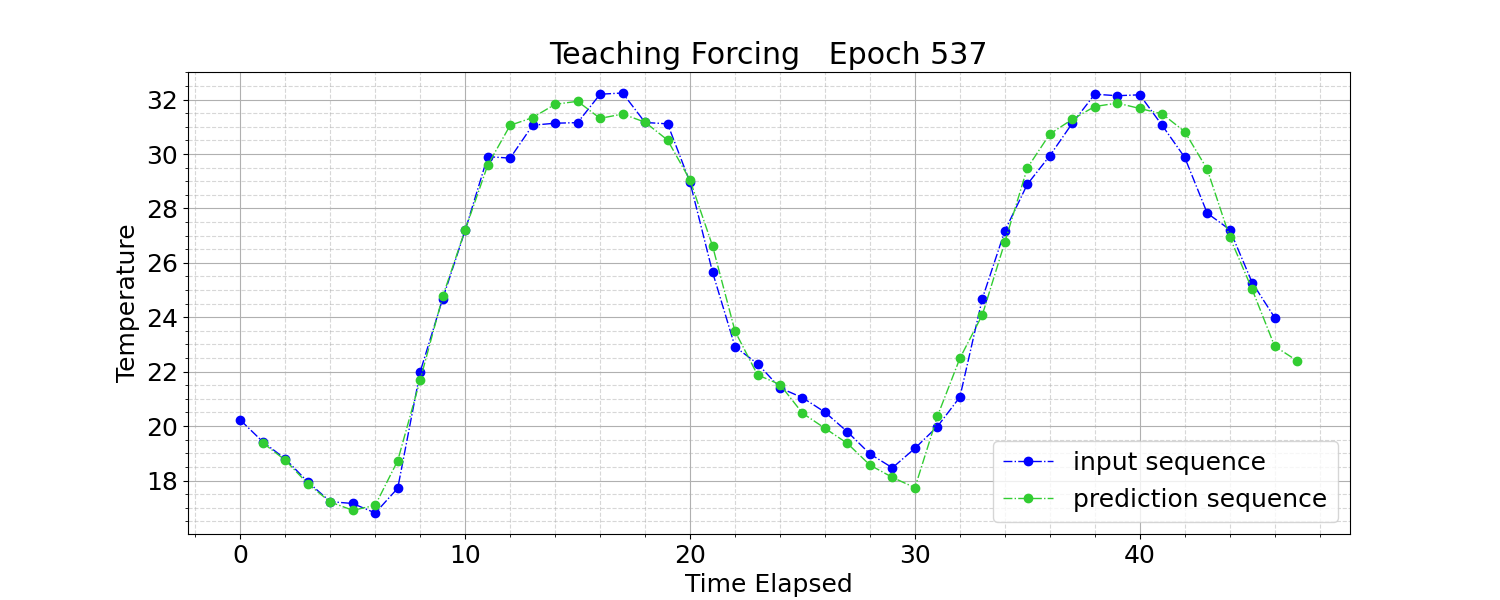 Teaching Forcing   Epoch 537
32
30
28
26
24
22
20
18
Temperature
input sequence
prediction sequence
0 10 20 30 40
Time Elapsed